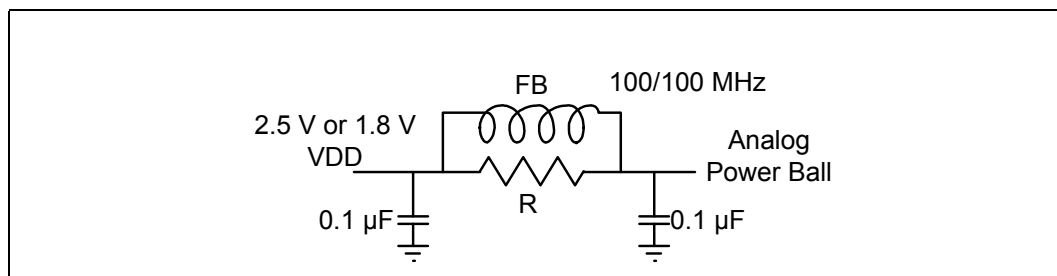 FB
100/100 MHz
2.5 V or 1.8 V
VDD
Analog
Power Ball
R
0.1 µF
0.1 µF